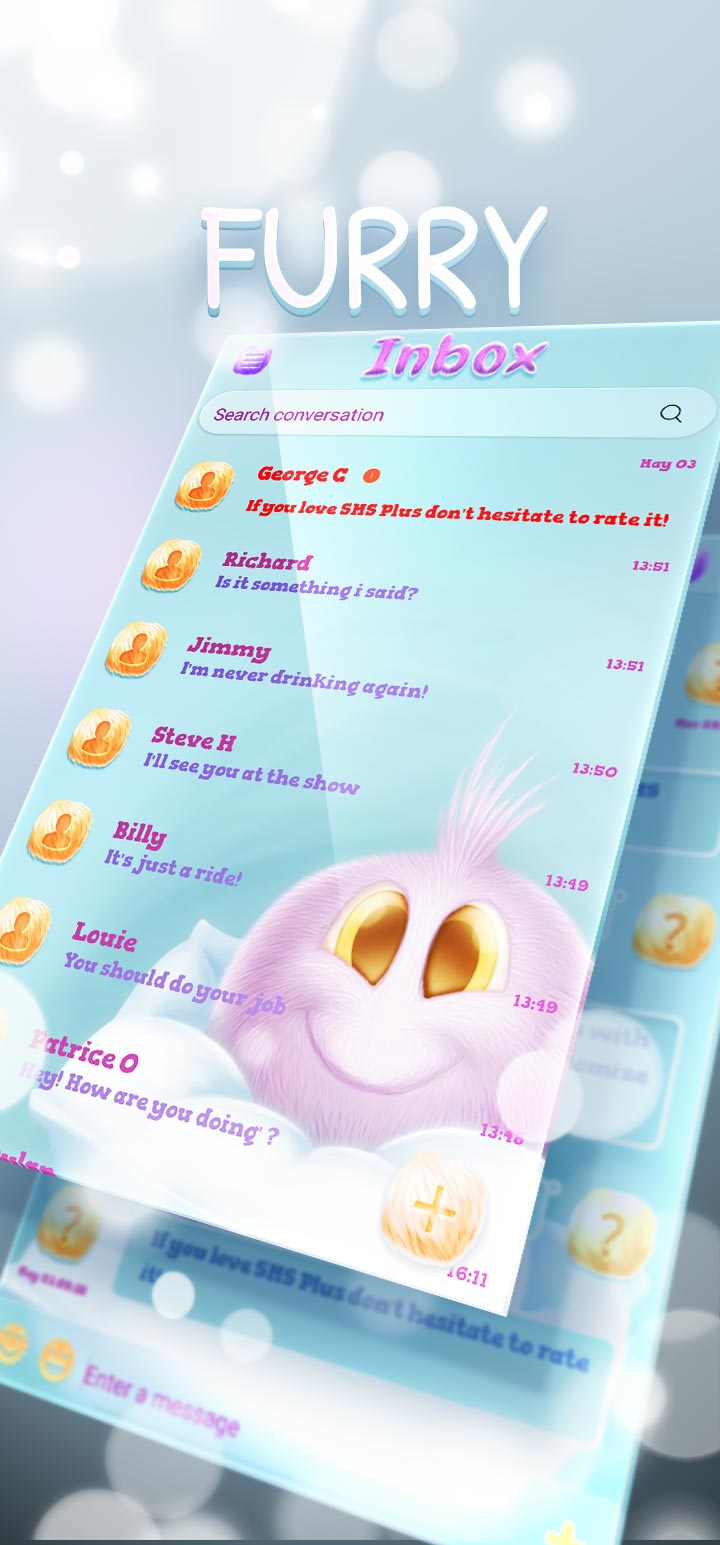 FURRY
Inbox
Search conversation
George C
May 03
If you love SMS Plus don't hesitate to rate it!
Richard
13:51
Is it something i said?
Jimmy
13:51
I'm never drinking again!
Steve H
13:50
I'll see you at the show
Billy
13:49
It's just a ride!
Louie
13:49
You should do your job
Patrice O
Hey! How are you doing ?
13:48
16:11
with
If you love SMS Plus don't hesitate to rate
it!
Enter a message